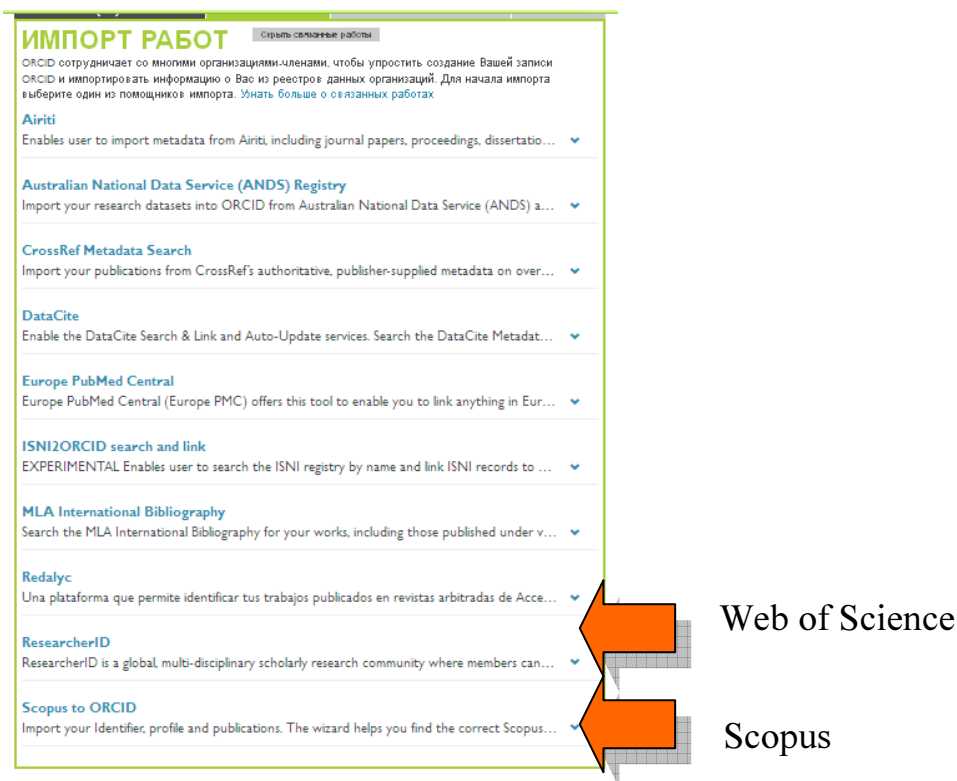 ИМПОРТ РАБОТ
Скрыть связанные работы
ORCID сотрудничает со многими организациями-членами, чтобы упростить создание Вашей записи
ORCID и импортировать информацию о Вас из реестров данных организаций. Для начала импорта
выберите один из помощников импорта. Узнать больше о связанных работах
Airiti
Enables user to import metadata from Airiti, including journal papers, proceedings, dissertatio…
Australian National Data Service (ANDS) Registry
Import your research datasets into ORCID from Australian National Data Service (ANDS) a…
CrossRef Metadata Search
Import your publications from CrossRef's authoritative, publisher-supplied metadata on over…
DataCite
Enable the DataCite Search & Link and Auto-Update services. Search the DataCite Metadat…
Europe PubMed Central
Europe PubMed Central (Europe PMC) offers this tool to enable you to link anything in Eur…
ISNI2ORCID search and link
EXPERIMENTAL Enables user to search the ISNI registry by name and link ISNI records to …
MLA International Bibliography
Search the MLA International Bibliography for your works, including those published under v…
Redalyc
Una plataforma que permite identificar tus trabajos publicados en revistas arbitradas de Acce…
Web of Science
ResearcherID
ResearcherID is a global, multi-disciplinary scholarly research community where members can…
Scopus to ORCID
Import your Identifier, profile and publications. The wizard helps you find the correct Scopus…
Scopus